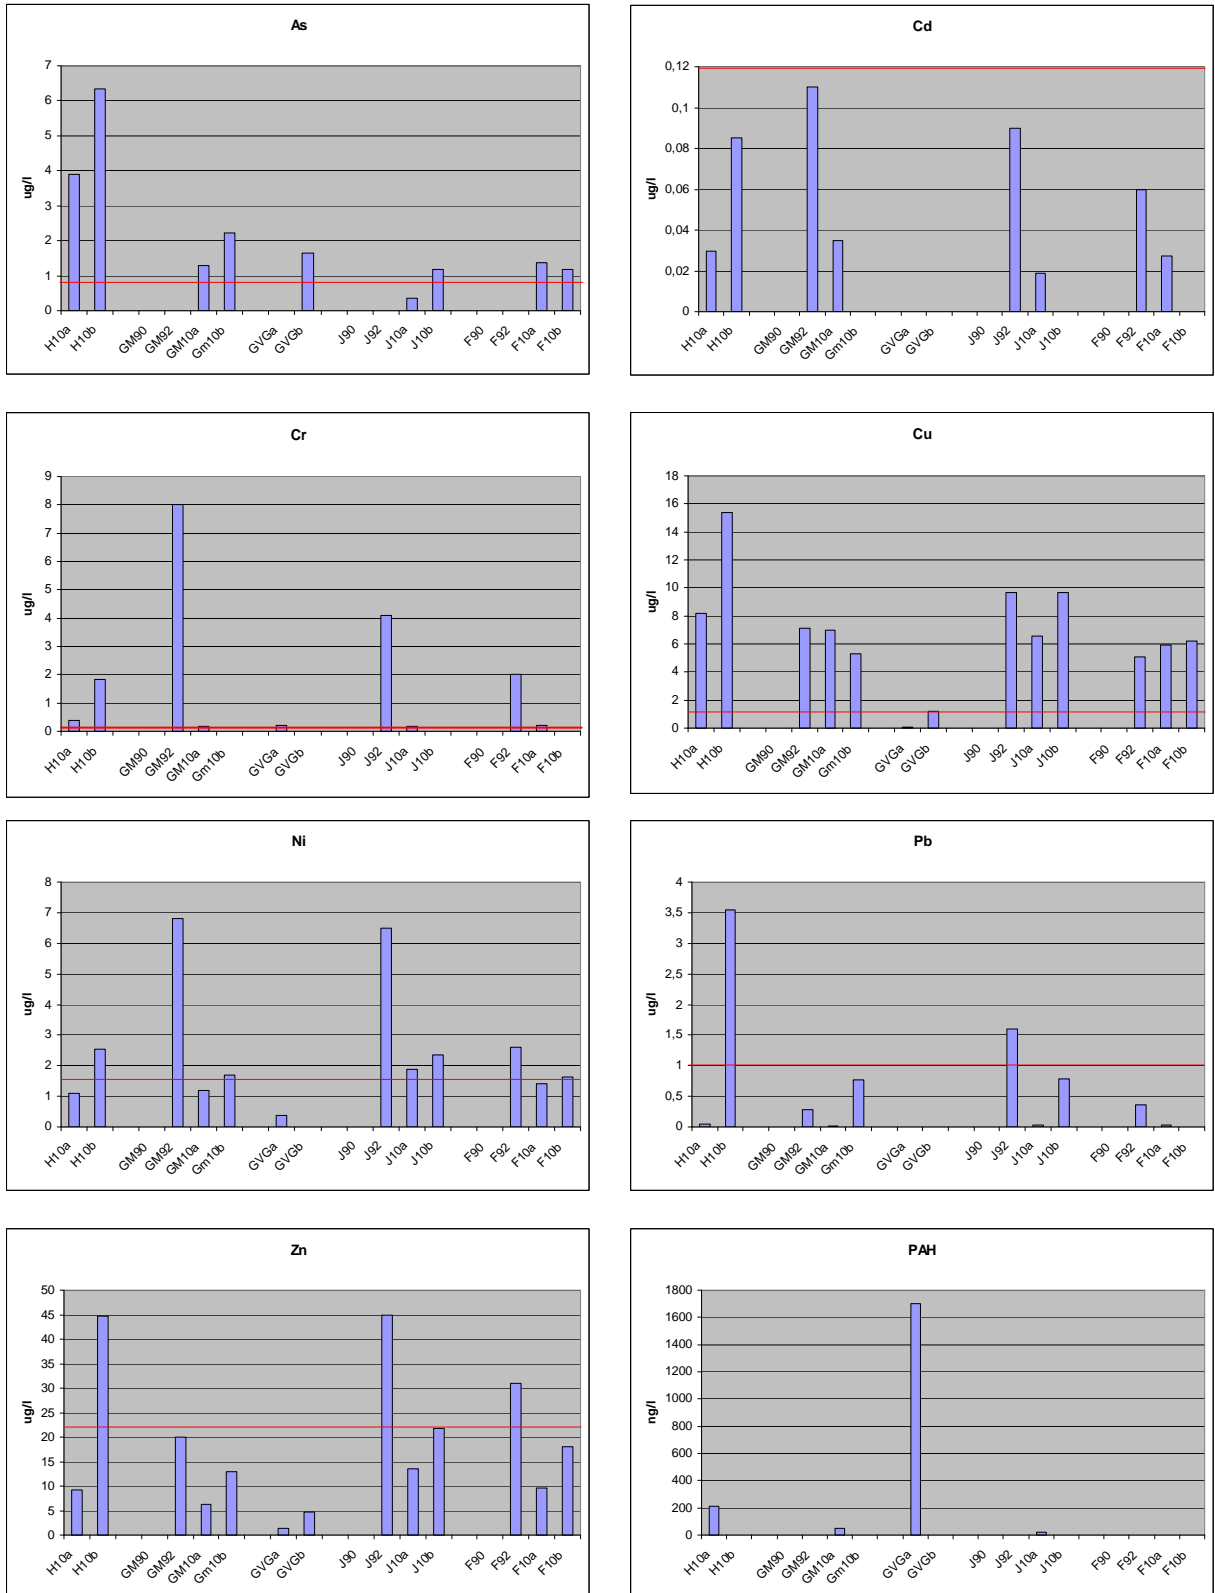 As
7
6
5
4
3
2
1
0
ug/l
H10a
H10b
GM90
GM92
GM10a
Gm10b
GVGa
GVGb
J90
J92
J10a
J10b
F90
F92
F10a
F10b
Cd
0,12
0,1
0,08
0,06
0,04
0,02
0
ug/l
H10a
H10b
GM90
GM92
GM10a
Gm10b
GVGa
GVGb
J90
J92
J10a
J10b
F90
F92
F10a
F10b
Cr
9
8
7
6
5
4
3
2
1
0
ug/l
H10a
H10b
GM90
GM92
GM10a
Gm10b
GVGa
GVGb
J90
J92
J10a
J10b
F90
F92
F10a
F10b
Cu
18
16
14
12
10
8
6
4
2
0
ug/l
H10a
H10b
GM90
GM92
GM10a
Gm10b
GVGa
GVGb
J90
J92
J10a
J10b
F90
F92
F10a
F10b
Ni
8
7
6
5
4
3
2
1
0
ug/l
H10a
H10b
GM90
GM92
GM10a
Gm10b
GVGa
GVGb
J90
J92
J10a
J10b
F90
F92
F10a
F10b
Pb
4
3,5
3
2,5
2
1,5
1
0,5
0
ug/l
H10a
H10b
GM90
GM92
GM10a
Gm10b
GVGa
GVGb
J90
J92
J10a
J10b
F90
F92
F10a
F10b
Zn
50
45
40
35
30
25
20
15
10
5
0
ug/l
H10a
H10b
GM90
GM92
GM10a
Gm10b
GVGa
GVGb
J90
J92
J10a
J10b
F90
F92
F10a
F10b
PAH
1800
1600
1400
1200
1000
800
600
400
200
0
ng/l
H10a
H10b
GM90
GM92
GM10a
Gm10b
GVGa
GVGb
J90
J92
J10a
J10b
F90
F92
F10a
F10b